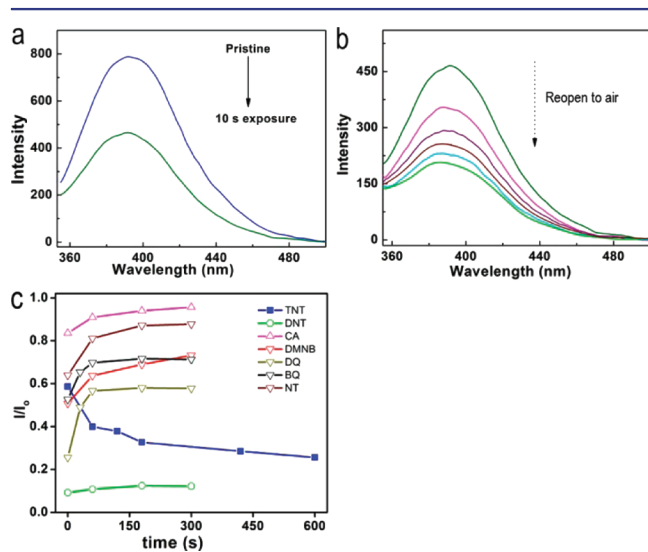 a
Pristine
10 s exposure
800
600
400
200
0
Intensity
360
400
440
480
Wavelength (nm)
b
Reopen to air
450
300
150
0
Intensity
360
400
440
480
Wavelength (nm)
c
TNT
DNT
CA
DMNB
DQ
BQ
NT
1.0
0.8
0.6
0.4
0.2
0.0
I/I₀
0
150
300
450
600
time (s)